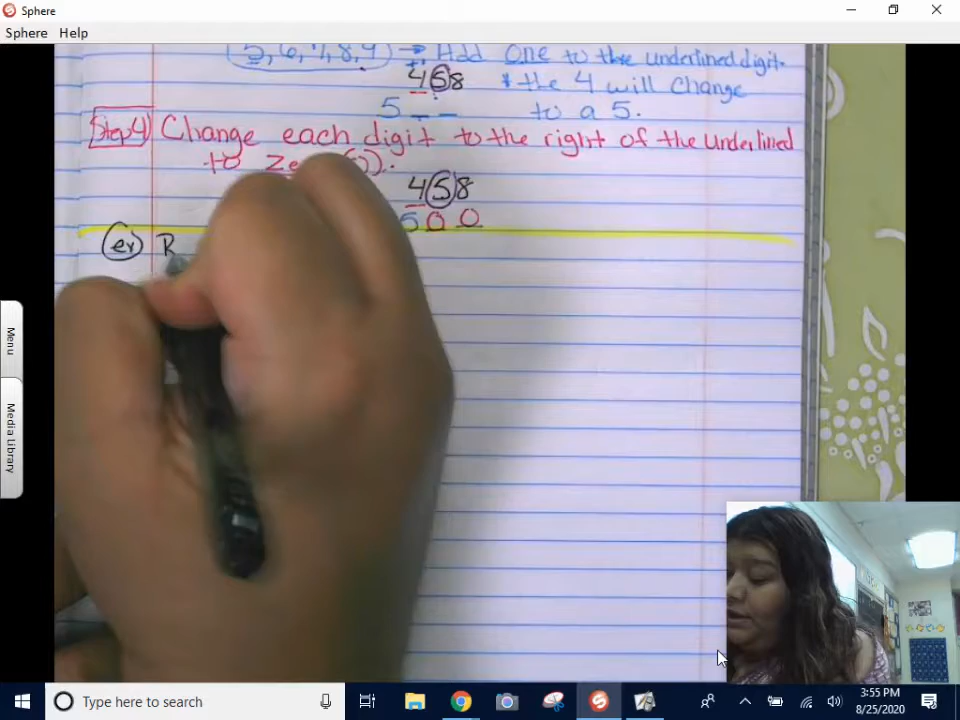 Sphere
Sphere Help
5, 6, 7, 8, 9 → Add One to the underlined digit.
458 & the 4 will change
5 _ _ to a 5.
Step 4 Change each digit to the right of the underlined
to
458
500
ex R
Menu
Media Library
Type here to search
3:55 PM
8/25/2020